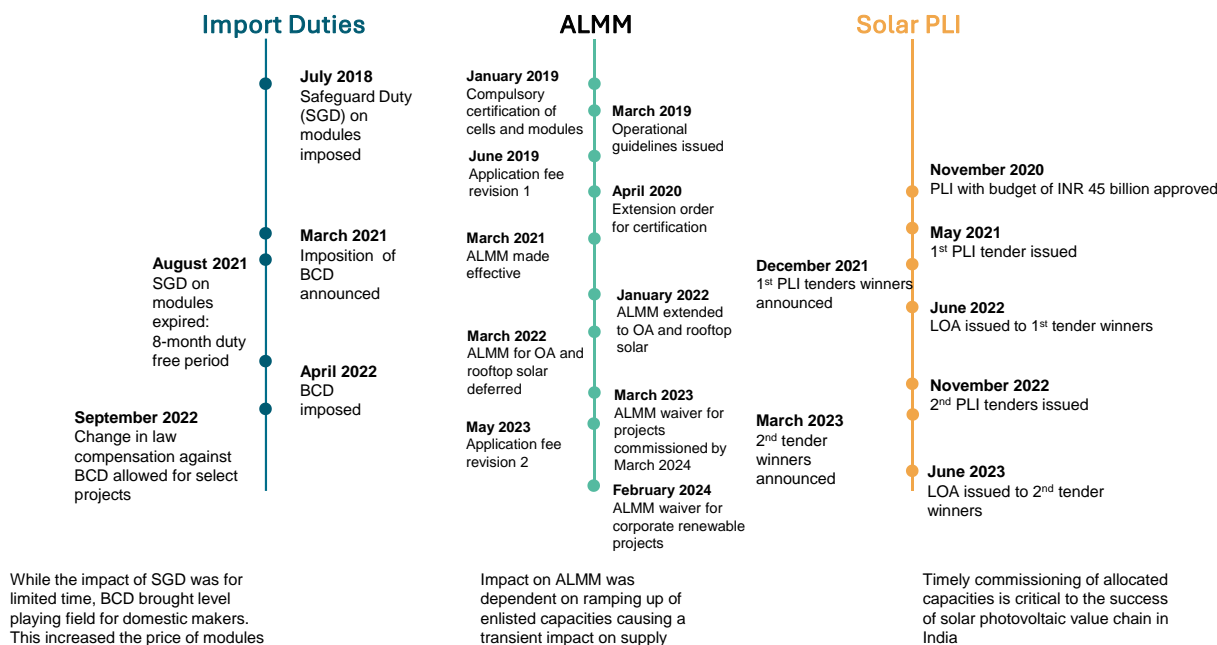 Import Duties
July 2018
Safeguard Duty
(SGD) on
modules
imposed
March 2021
Imposition of
BCD
announced
August 2021
SGD on
modules
expired:
8-month duty
free period
April 2022
BCD
imposed
September 2022
Change in law
compensation against
BCD allowed for select
projects
While the impact of SGD was for
limited time, BCD brought level
playing field for domestic makers.
This increased the price of modules
ALMM
January 2019
Compulsory
certification of
cells and modules
March 2019
Operational
guidelines issued
June 2019
Application fee
revision 1
April 2020
Extension order
for certification
March 2021
ALMM made
effective
January 2022
ALMM extended
to OA and rooftop
solar
March 2022
ALMM for OA and
rooftop solar
deferred
March 2023
ALMM waiver for
projects
commissioned by
March 2024
May 2023
Application fee
revision 2
February 2024
ALMM waiver for
corporate renewable
projects
Impact on ALMM was
dependent on ramping up of
enlisted capacities causing a
transient impact on supply
Solar PLI
November 2020
PLI with budget of INR 45 billion approved
May 2021
1st PLI tender issued
December 2021
1st PLI tenders winners
announced
June 2022
LOA issued to 1st tender winners
November 2022
2nd PLI tenders issued
March 2023
2nd tender
winners
announced
June 2023
LOA issued to 2nd tender
winners
Timely commissioning of allocated
capacities is critical to the success
of solar photovoltaic value chain in
India